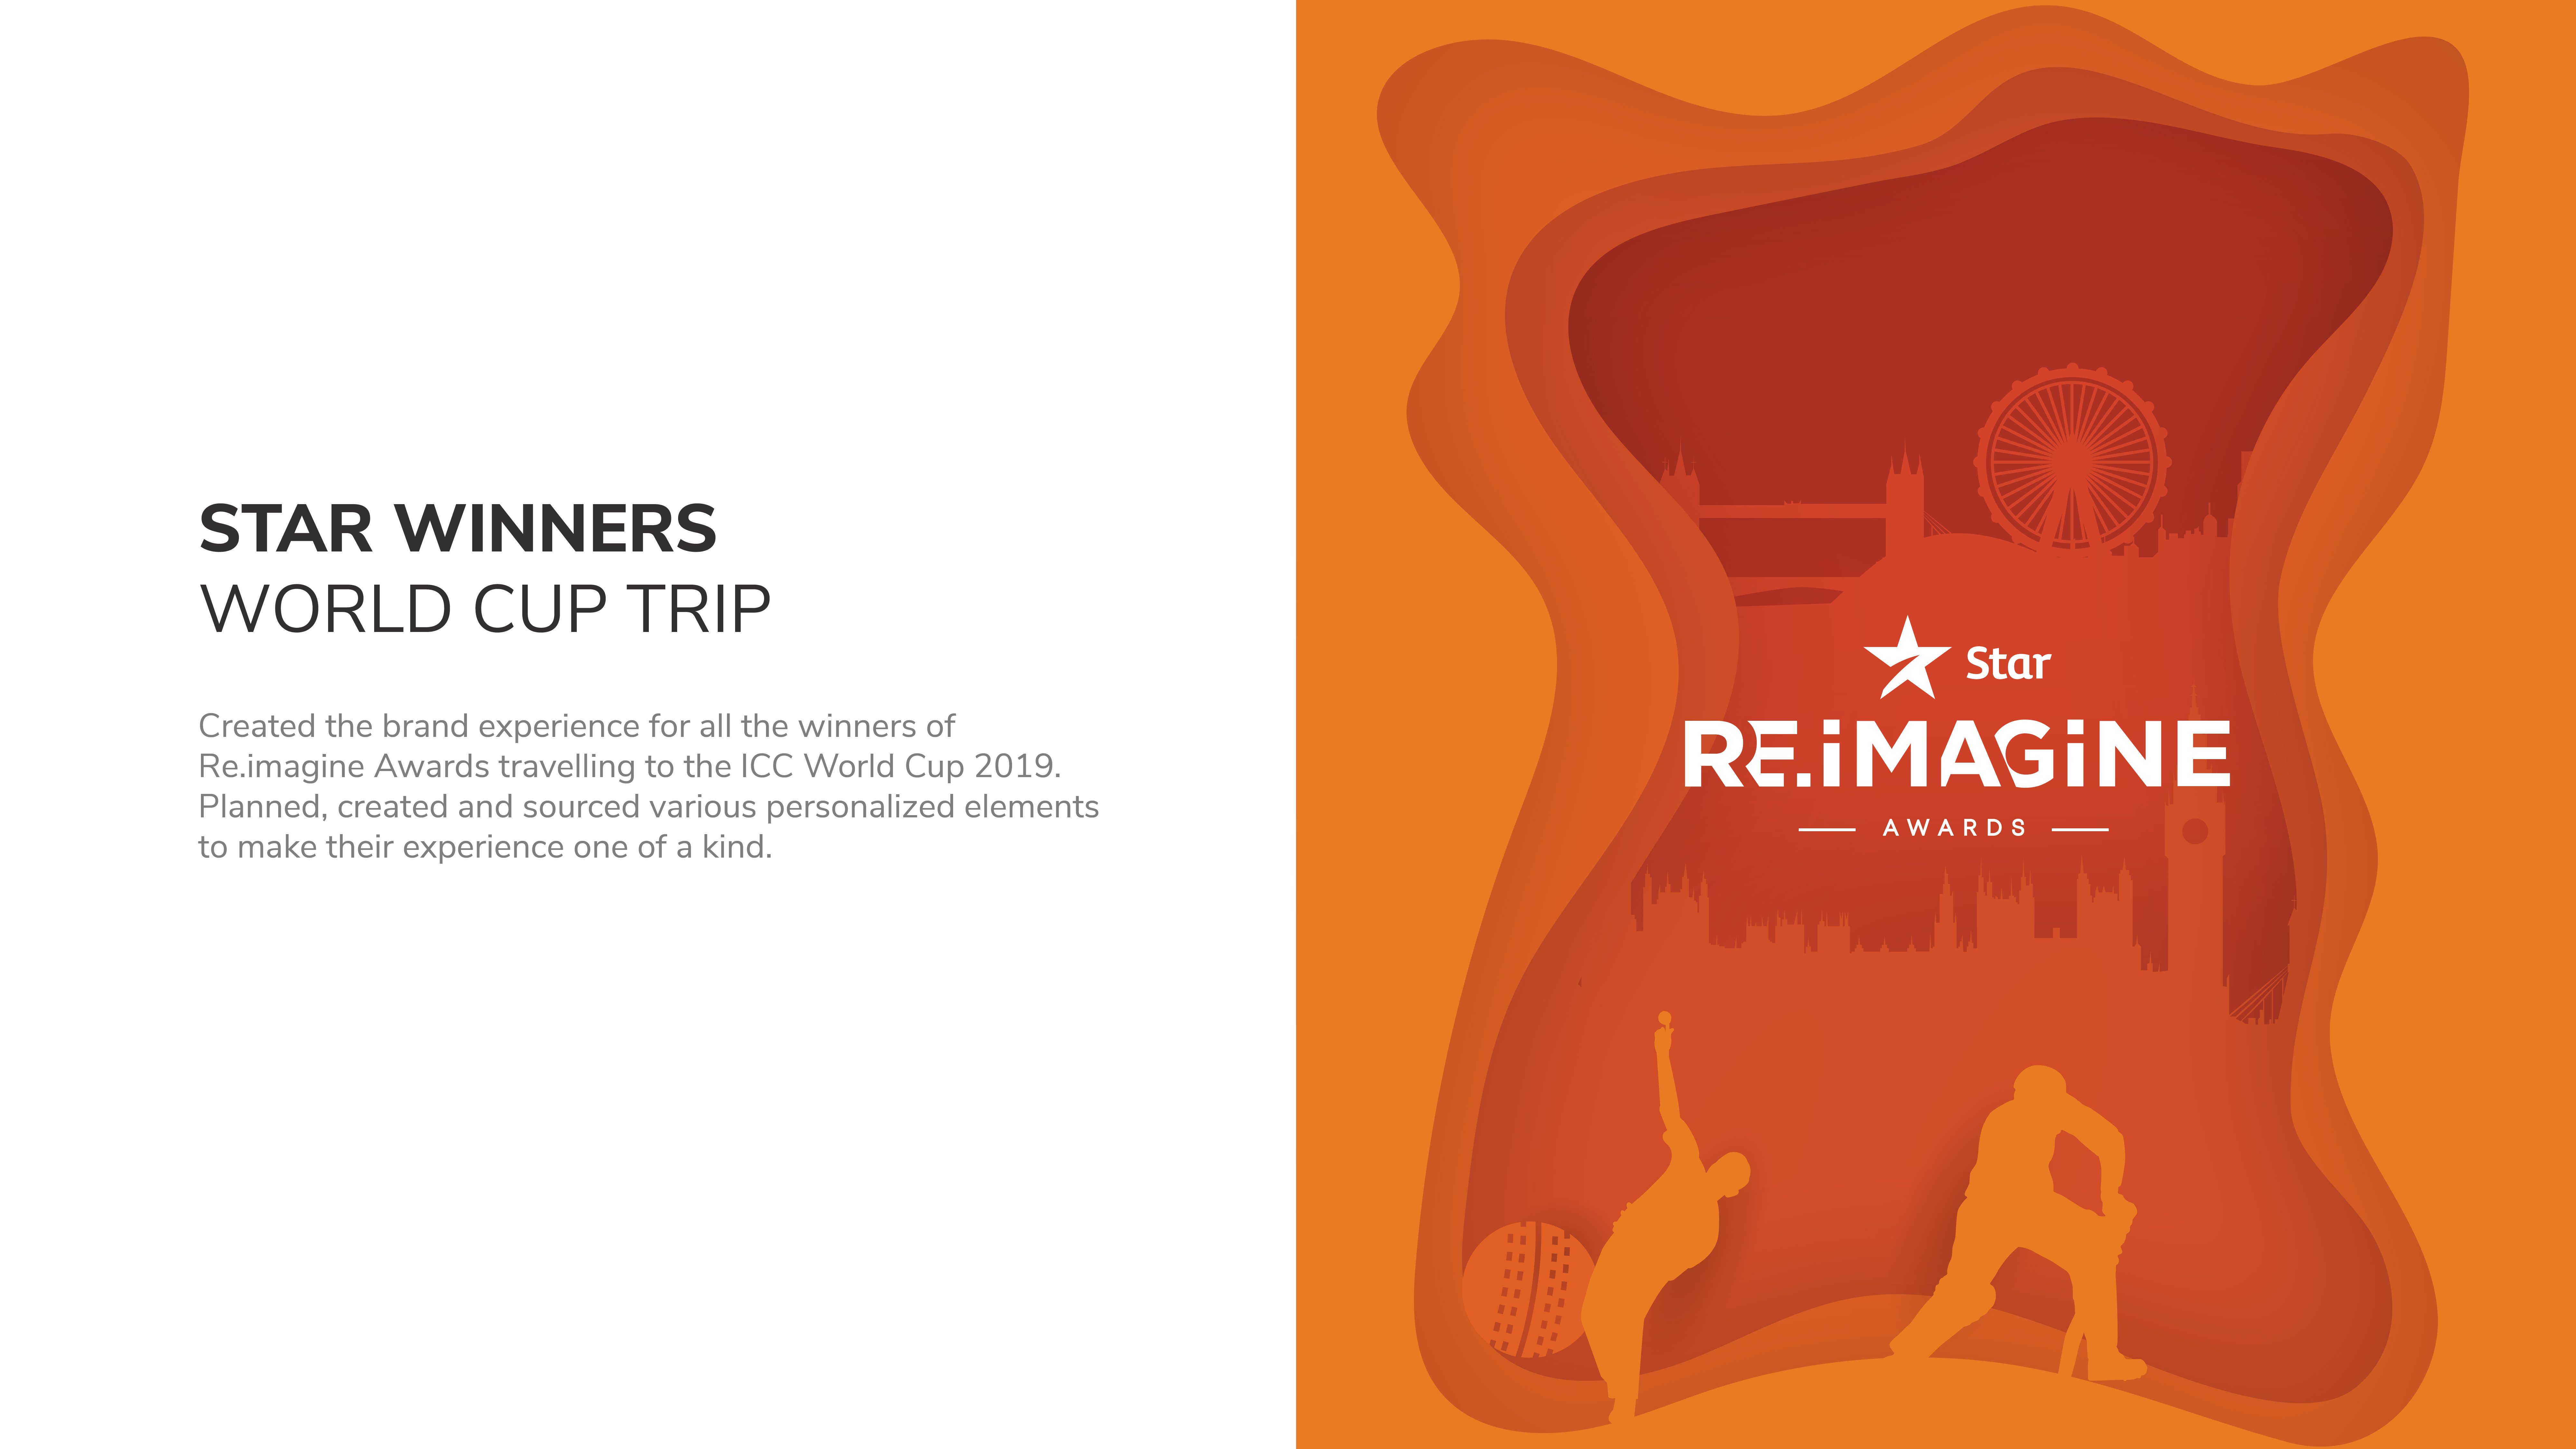 STAR WINNERS
WORLD CUP TRIP
Created the brand experience for all the winners of
Re.imagine Awards travelling to the ICC World Cup 2019.
Planned, created and sourced various personalized elements
to make their experience one of a kind.
Star
RE.iMAGiNE
AWARDS